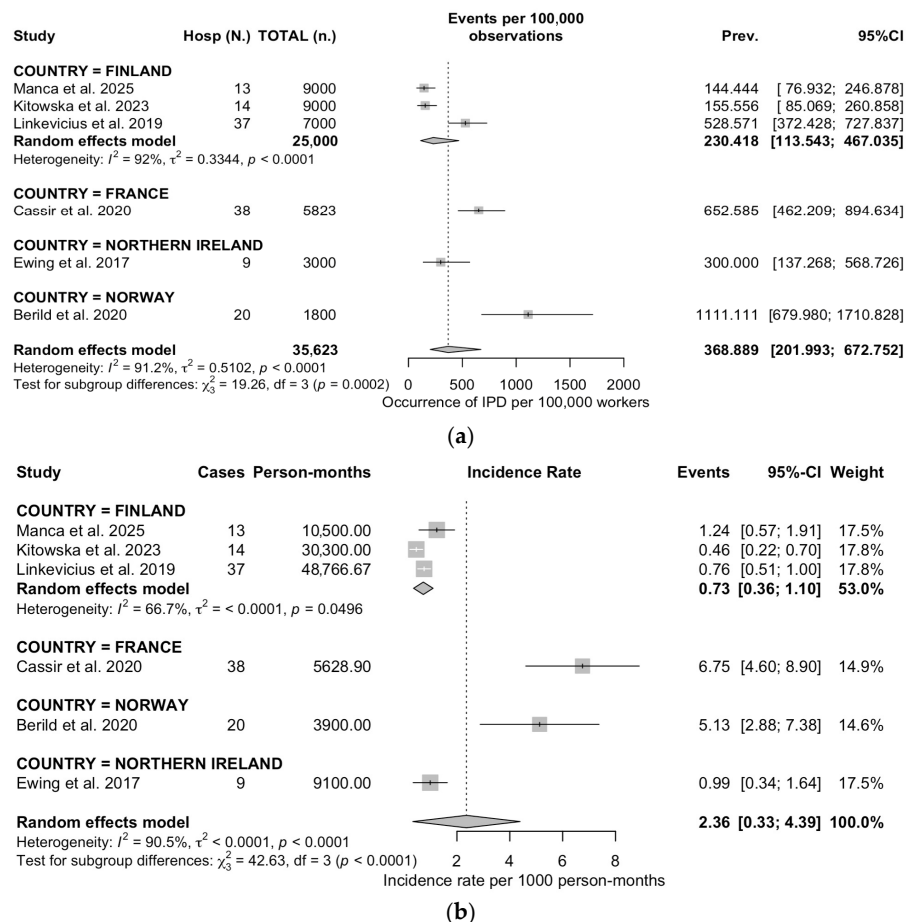 Events per 100,000
Study Hosp (N.) TOTAL (n.) observations Prev. 95%CI
COUNTRY = FINLAND
Manca et al. 2025 13 9000 144.444 [ 76.932; 246.878]
Kitowska et al. 2023 14 9000 155.556 [ 85.069; 260.858]
Linkevicius et al. 2019 37 7000 528.571 [372.428; 727.837]
Random effects model 25,000 230.418 [113.543; 467.035]
Heterogeneity: I² = 92%, τ² = 0.3344, p < 0.0001
COUNTRY = FRANCE
Cassir et al. 2020 38 5823 652.585 [462.209; 894.634]
COUNTRY = NORTHERN IRELAND
Ewing et al. 2017 9 3000 300.000 [137.268; 568.726]
COUNTRY = NORWAY
Berild et al. 2020 20 1800 1111.111 [679.980; 1710.828]
Random effects model 35,623 368.889 [201.993; 672.752]
Heterogeneity: I² = 91.2%, τ² = 0.5102, p < 0.0001
Test for subgroup differences: χ²₃ = 19.26, df = 3 (p = 0.0002)
0 500 1000 1500 2000
Occurrence of IPD per 100,000 workers
(a)
Study Cases Person-months Incidence Rate Events 95%-CI Weight
COUNTRY = FINLAND
Manca et al. 2025 13 10,500.00 1.24 [0.57; 1.91] 17.5%
Kitowska et al. 2023 14 30,300.00 0.46 [0.22; 0.70] 17.8%
Linkevicius et al. 2019 37 48,766.67 0.76 [0.51; 1.00] 17.8%
Random effects model 0.73 [0.36; 1.10] 53.0%
Heterogeneity: I² = 66.7%, τ² = < 0.0001, p = 0.0496
COUNTRY = FRANCE
Cassir et al. 2020 38 5628.90 6.75 [4.60; 8.90] 14.9%
COUNTRY = NORWAY
Berild et al. 2020 20 3900.00 5.13 [2.88; 7.38] 14.6%
COUNTRY = NORTHERN IRELAND
Ewing et al. 2017 9 9100.00 0.99 [0.34; 1.64] 17.5%
Random effects model 2.36 [0.33; 4.39] 100.0%
Heterogeneity: I² = 90.5%, τ² < 0.0001, p < 0.0001
Test for subgroup differences: χ²₃ = 42.63, df = 3 (p < 0.0001)
2 4 6 8
Incidence rate per 1000 person-months
(b)